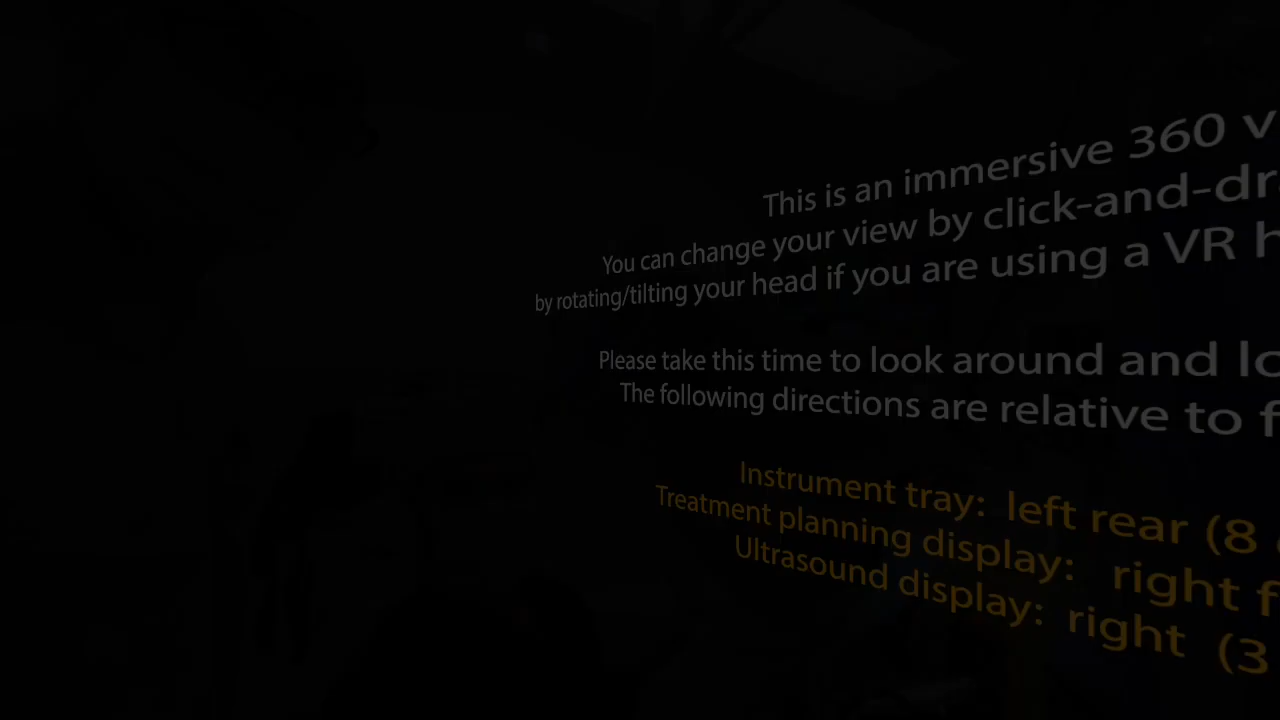 This is an immersive 360
You can change your view by click-and-dr
by rotating/tilting your head if you are using a VR h
Please take this time to look around and lo
The following directions are relative to f
Instrument tray: left rear (8
Treatment planning display: right f
Ultrasound display: right (3